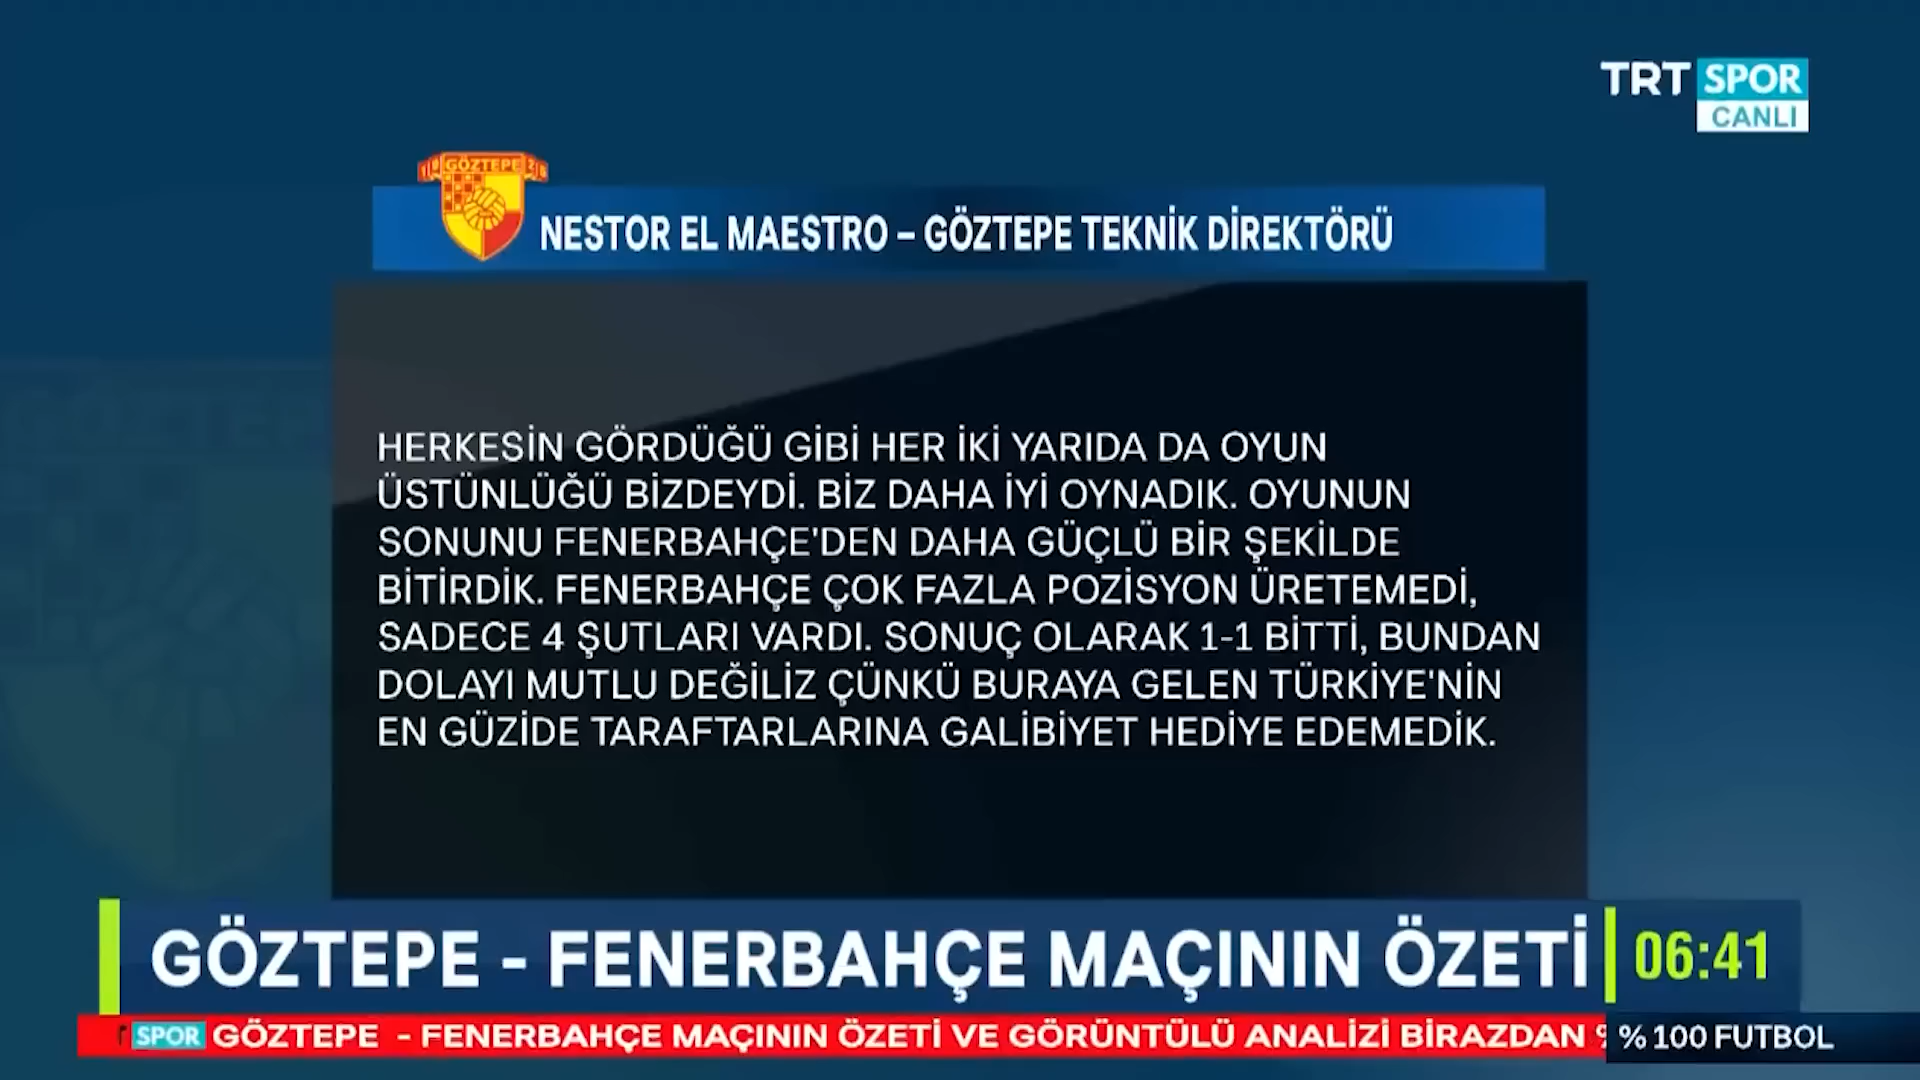 TRT SPOR
CANLI
GÖZTEPE
NESTOR EL MAESTRO – GÖZTEPE TEKNİK DİREKTÖRÜ
HERKESİN GÖRDÜĞÜ GİBİ HER İKİ YARIDA DA OYUN
ÜSTÜNLÜĞÜ BİZDEYDİ. BİZ DAHA İYİ OYNADIK. OYUNUN
SONUNU FENERBAHÇE'DEN DAHA GÜÇLÜ BİR ŞEKİLDE
BİTİRDİK. FENERBAHÇE ÇOK FAZLA POZİSYON ÜRETEMEDİ,
SADECE 4 ŞUTLARI VARDI. SONUÇ OLARAK 1-1 BİTTİ, BUNDAN
DOLAYI MUTLU DEĞİLİZ ÇÜNKÜ BURAYA GELEN TÜRKİYE'NİN
EN GÜZİDE TARAFTARLARINA GALİBİYET HEDİYE EDEMEDİK.
GÖZTEPE - FENERBAHÇE MAÇININ ÖZETİ 06:41
SPOR GÖZTEPE - FENERBAHÇE MAÇININ ÖZETİ VE GÖRÜNTÜLÜ ANALİZİ BİRAZDAN % 100 FUTBOL